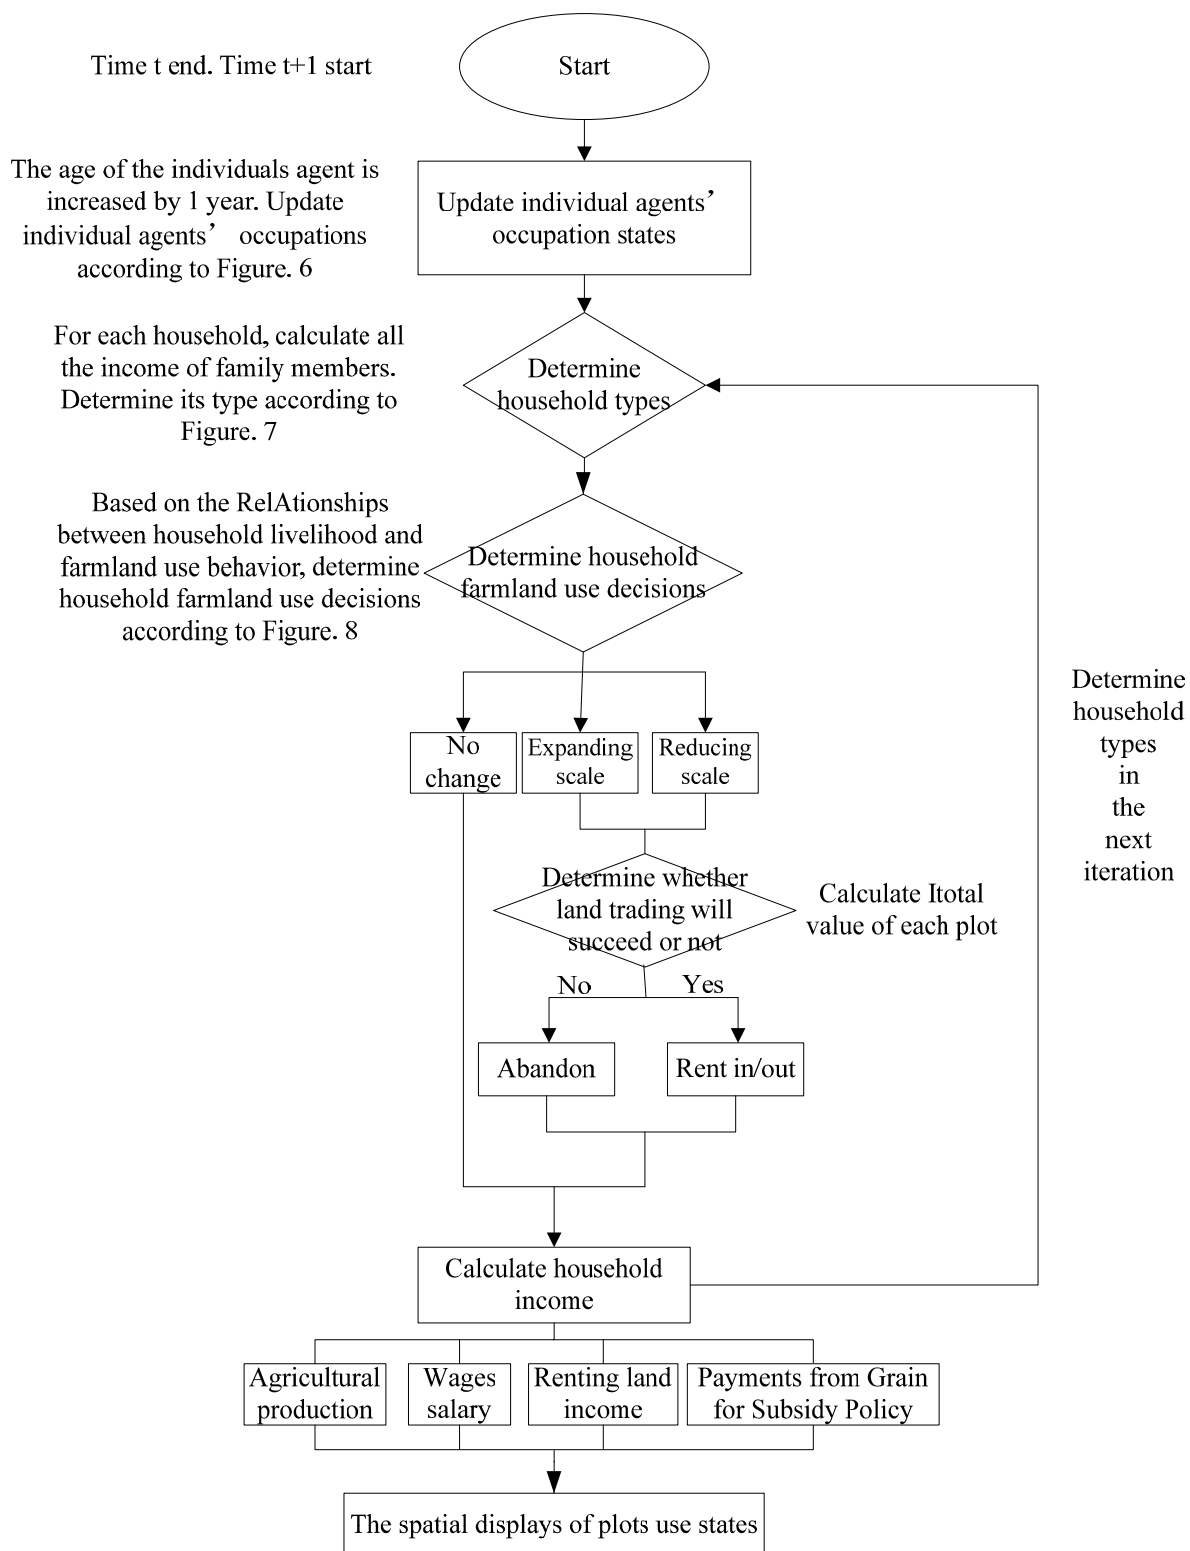 Time t end. Time t+1 start
Start
The age of the individuals agent is
increased by 1 year. Update
individual agents’ occupations
according to Figure. 6
Update individual agents’
occupation states
For each household, calculate all
the income of family members.
Determine its type according to
Figure. 7
Determine
household types
Based on the RelAtionships
between household livelihood and
farmland use behavior, determine
household farmland use decisions
according to Figure. 8
Determine household
farmland use decisions
No
change
Expanding
scale
Reducing
scale
Determine
household
types
in
the
next
iteration
Determine whether
land trading will
succeed or not
Calculate Itotal
value of each plot
No
Yes
Abandon
Rent in/out
Calculate household
income
Agricultural
production
Wages
salary
Renting land
income
Payments from Grain
for Subsidy Policy
The spatial displays of plots use states